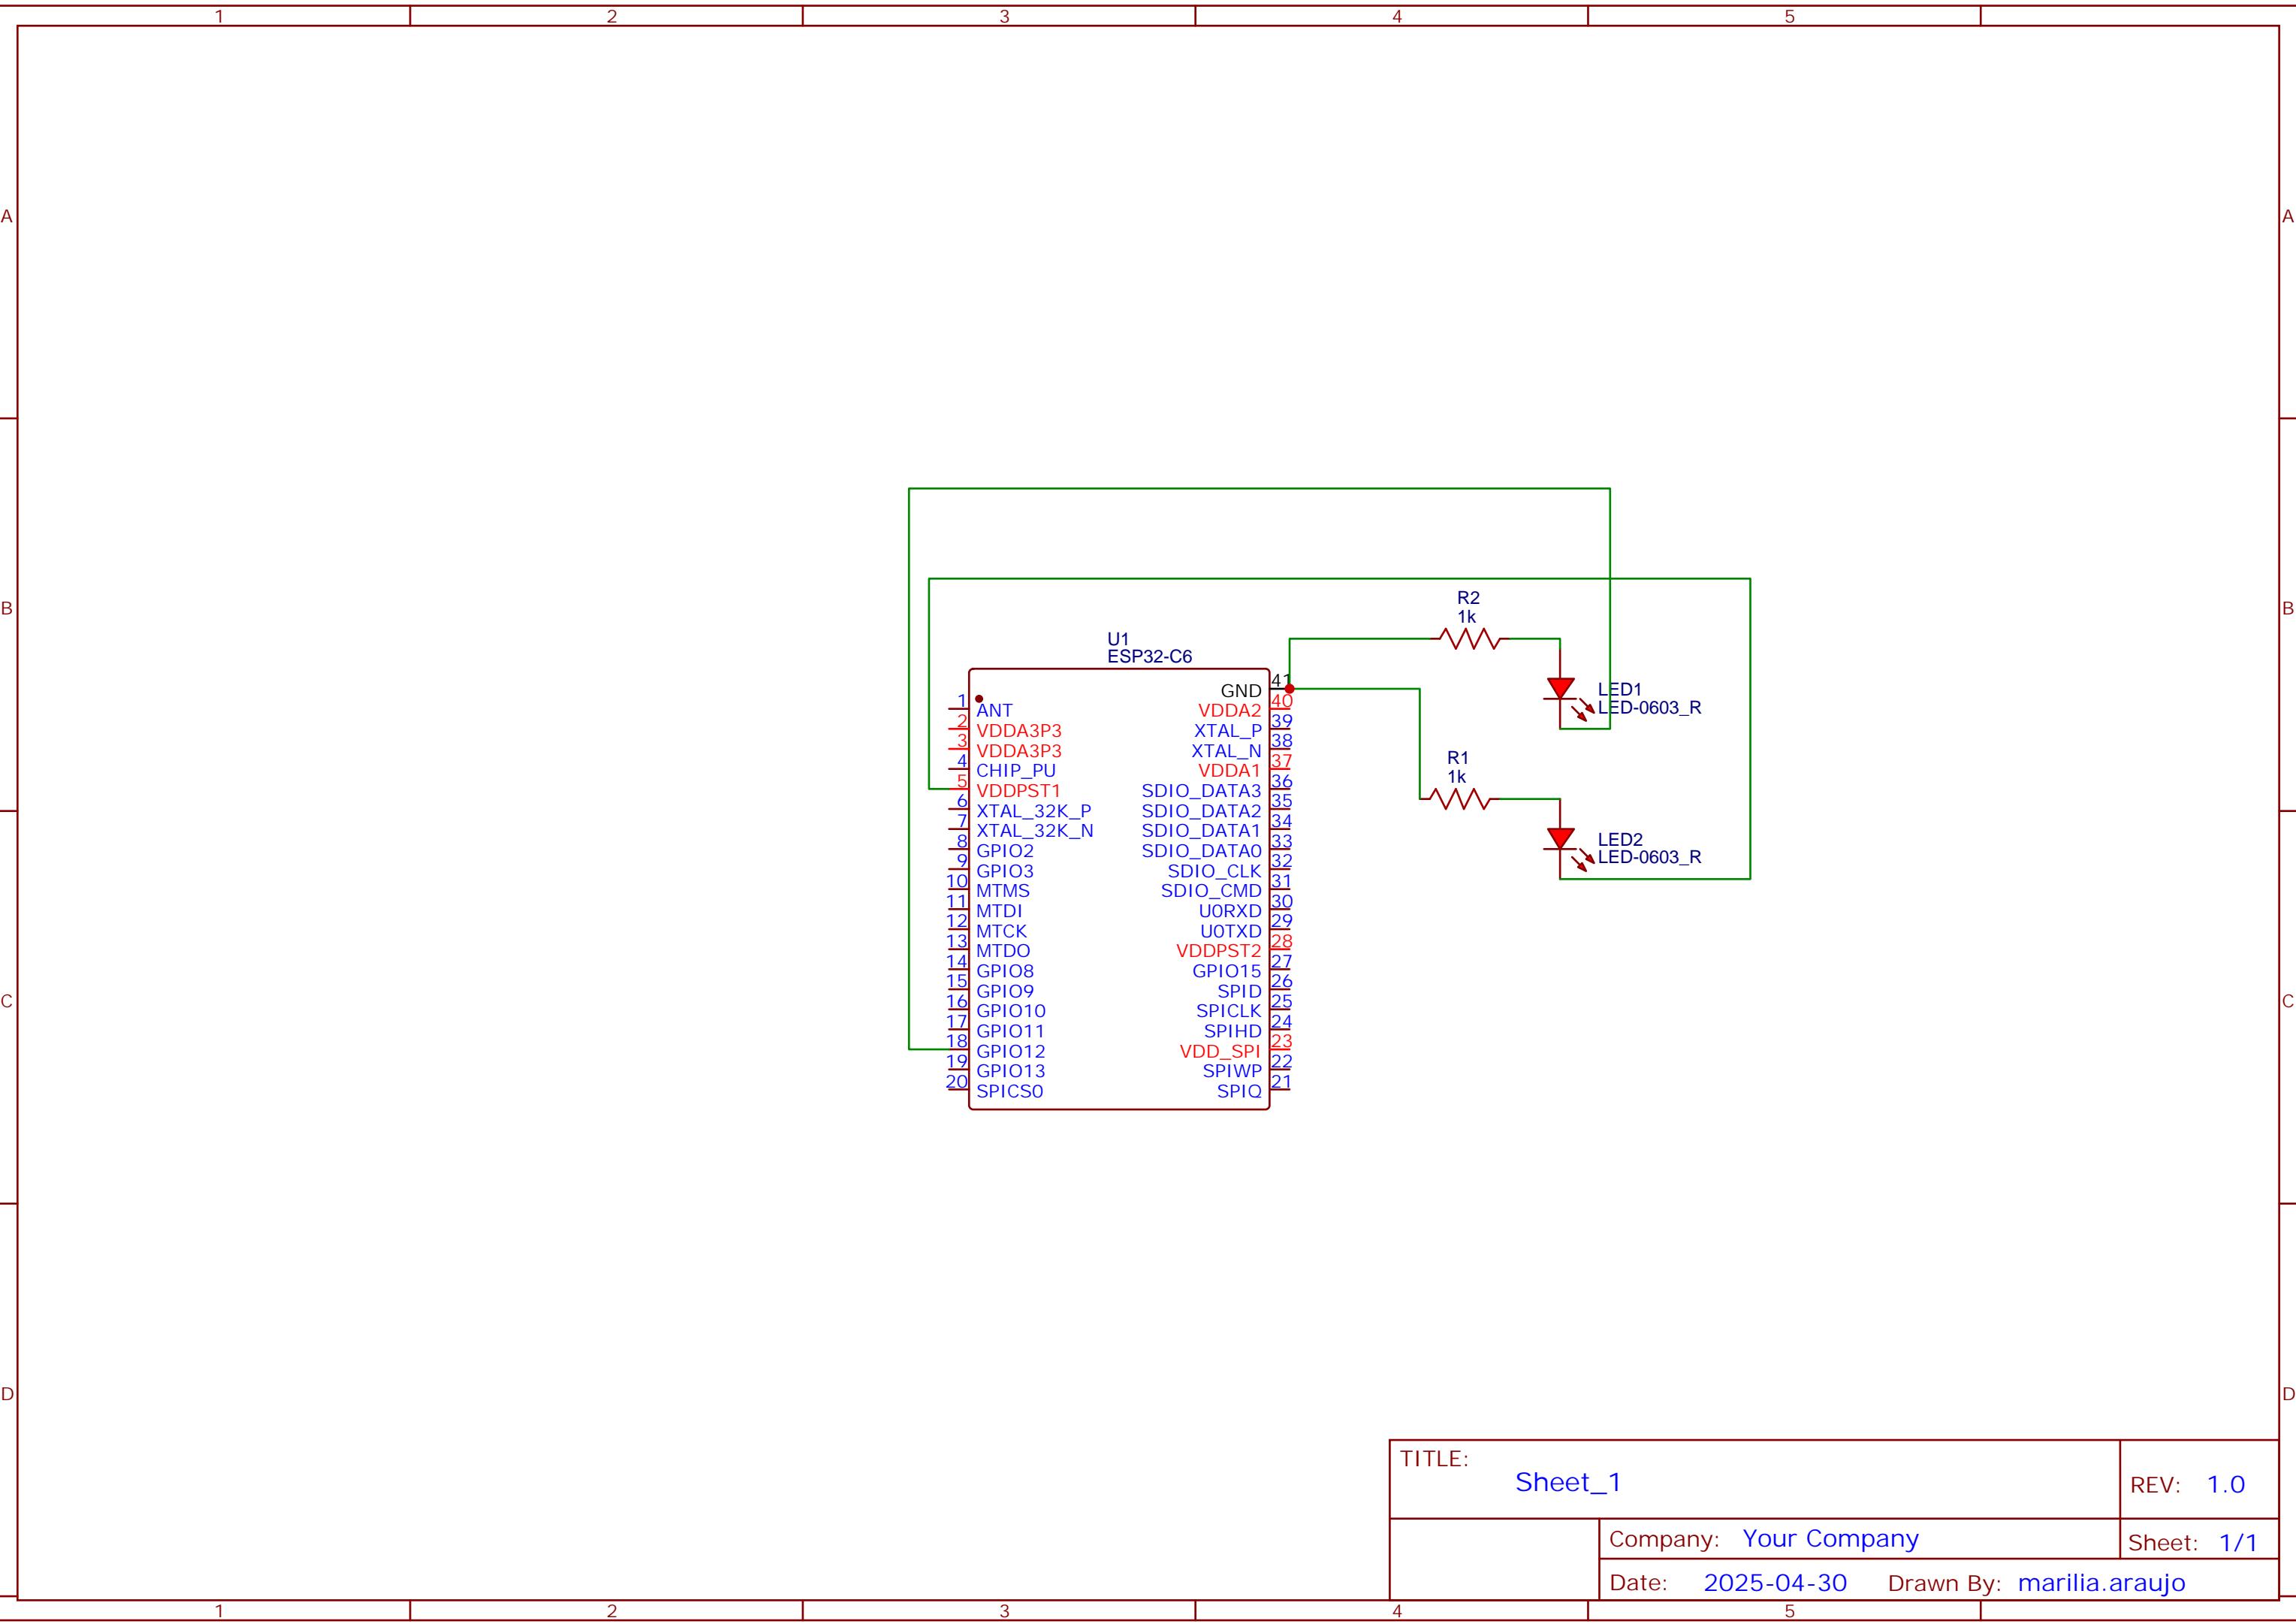 1 2 3 4 5
A A
B B
C C
D D
R2
1k
U1
ESP32-C6
LED1
LED-0603_R
R1
1k
LED2
LED-0603_R
41 GND
1 ANT
2 VDDA3P3
3 VDDA3P3
4 CHIP_PU
5 VDDPST1
6 XTAL_32K_P
7 XTAL_32K_N
8 GPIO2
9 GPIO3
10 MTMS
11 MTDI
12 MTCK
13 MTDO
14 GPIO8
15 GPIO9
16 GPIO10
17 GPIO11
18 GPIO12
19 GPIO13
20 SPICS0
VDDA2 40
XTAL_P 39
XTAL_N 38
VDDA1 37
SDIO_DATA3 36
SDIO_DATA2 35
SDIO_DATA1 34
SDIO_DATA0 33
SDIO_CLK 32
SDIO_CMD 31
U0RXD 30
U0TXD 29
VDDPST2 28
GPIO15 27
SPID 26
SPICLK 25
SPIHD 24
VDD_SPI 23
SPIWP 22
SPIQ 21
TITLE:
Sheet_1
REV: 1.0
Company: Your Company
Sheet: 1/1
Date: 2025-04-30 Drawn By: marilia.araujo
1 2 3 4 5